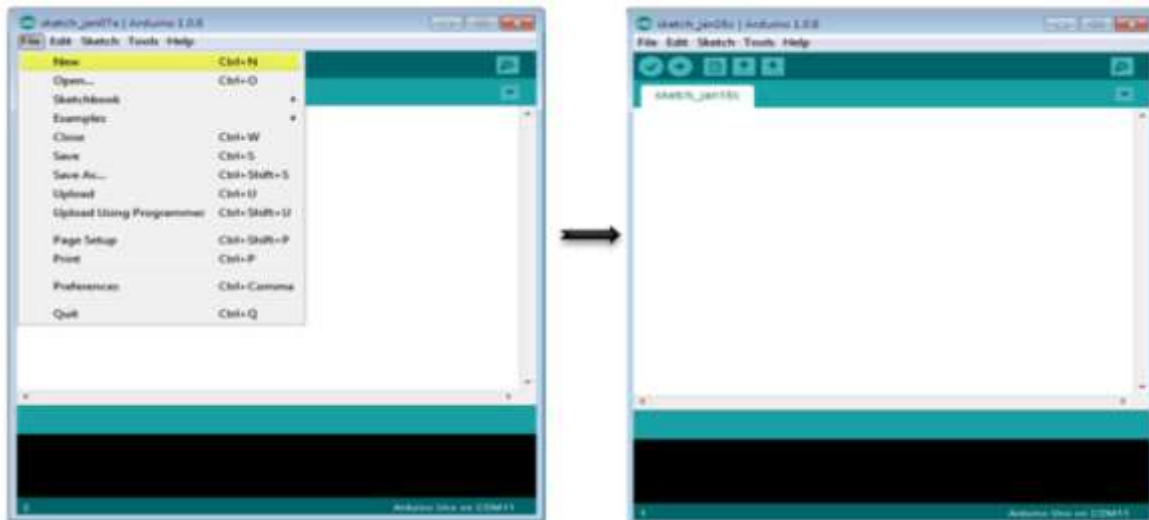 sketch_jan07a | Arduino 1.0.6
File Edit Sketch Tools Help
New Ctrl+N
Open... Ctrl+O
Sketchbook
Examples
Close Ctrl+W
Save Ctrl+S
Save As... Ctrl+Shift+S
Upload Ctrl+U
Upload Using Programmer Ctrl+Shift+U
Page Setup Ctrl+Shift+P
Print Ctrl+P
Preferences Ctrl+Comma
Quit Ctrl+Q
Arduino Uno on COM11
Arduino 1.0.6
File Edit Sketch Tools Help
Arduino Uno on COM11